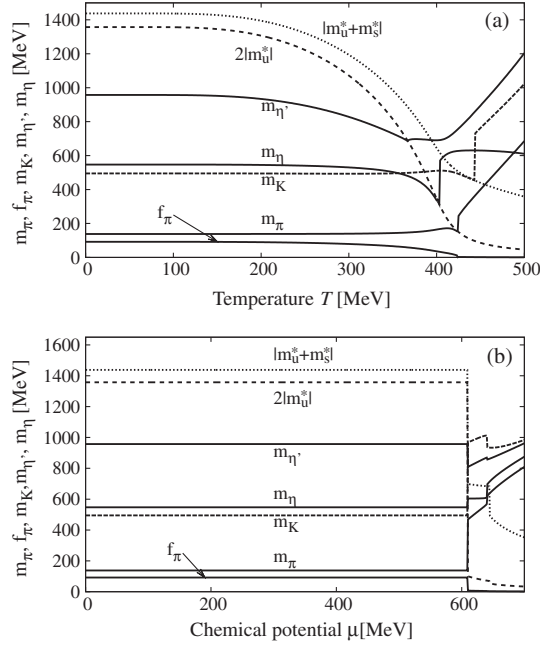 (a)
|m*u+m*s|
2|m*u|
mη'
mη
mK
fπ
mπ
1400
1200
1000
800
600
400
200
0
0 100 200 300 400 500
Temperature T [MeV]
mπ, fπ, mK, mη', mη [MeV]
(b)
|m*u+m*s|
2|m*u|
mη'
mη
mK
fπ
mπ
1600
1400
1200
1000
800
600
400
200
0
0 200 400 600
Chemical potential μ[MeV]
mπ, fπ, mK,mη', mη [MeV]